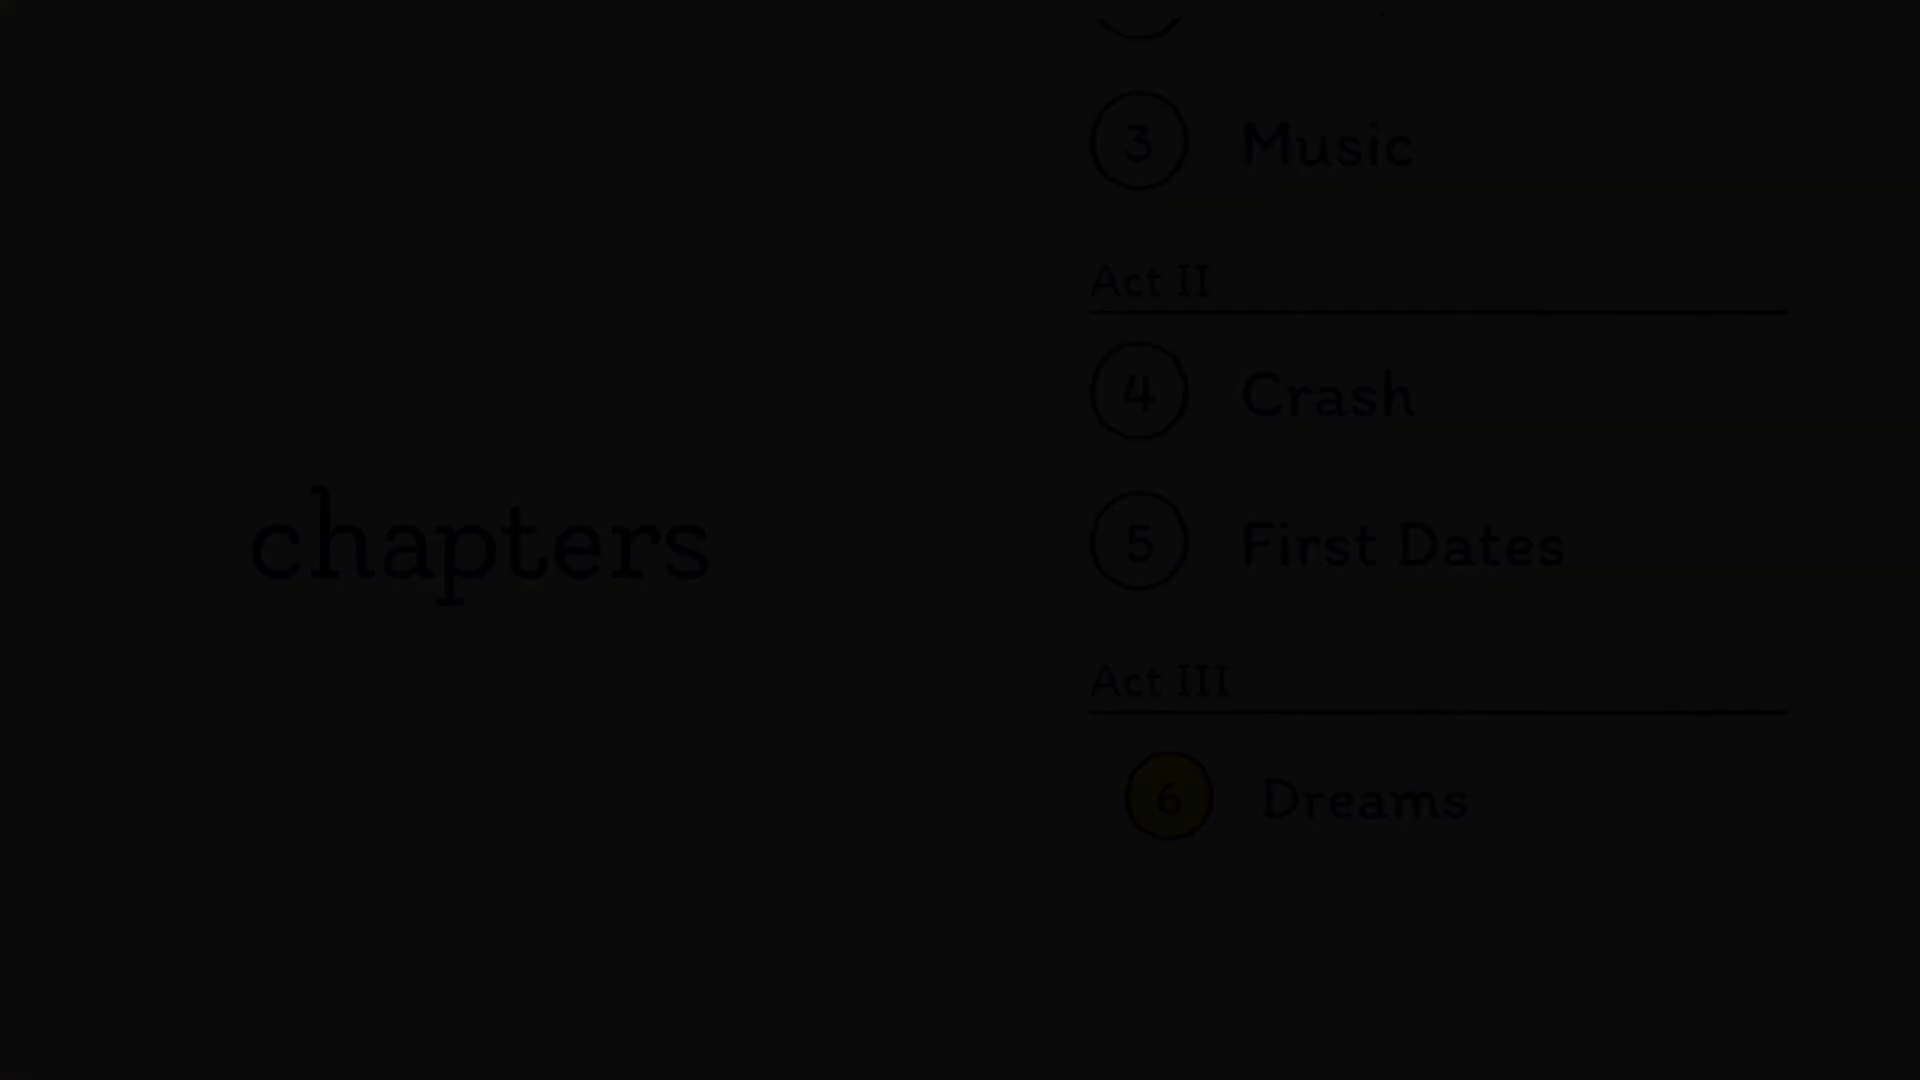 chapters
3 Music
Act II
4 Crash
5 First Dates
Act III
6 Dreams